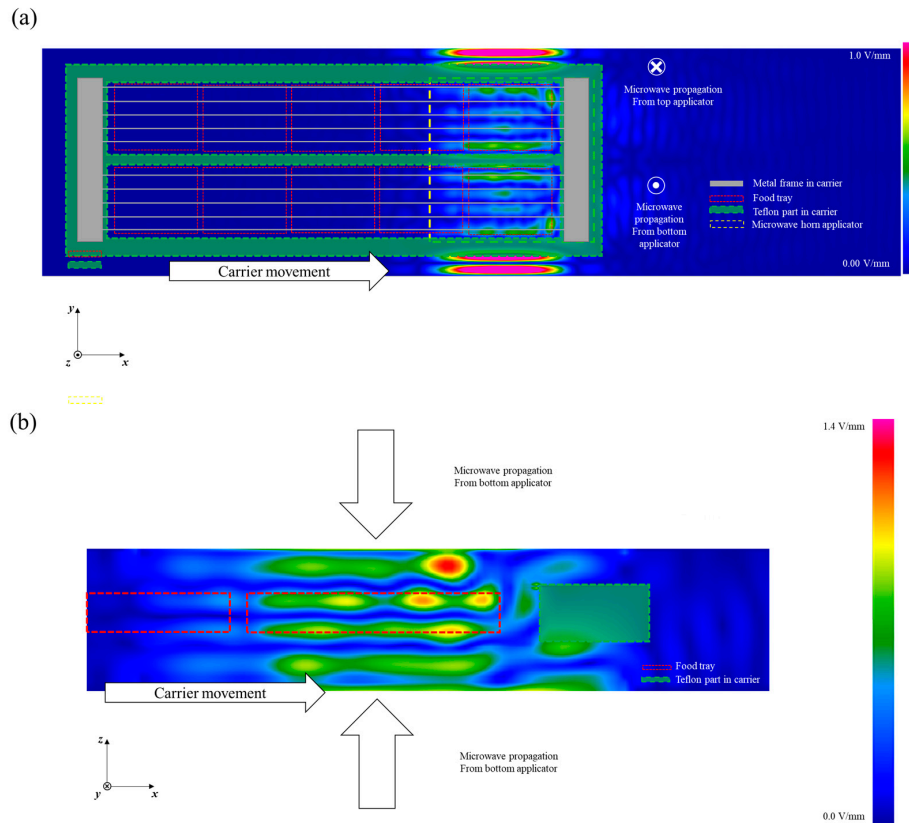 (a)
1.0 V/mm
Microwave propagation
From top applicator
Microwave
propagation
From bottom
applicator
Metal frame in carrier
Food tray
Teflon part in carrier
Microwave horn applicator
0.00 V/mm
Carrier movement
y
z
x
(b)
1.4 V/mm
Microwave propagation
From bottom applicator
Food tray
Teflon part in carrier
Carrier movement
Microwave propagation
From bottom applicator
z
y
x
0.0 V/mm